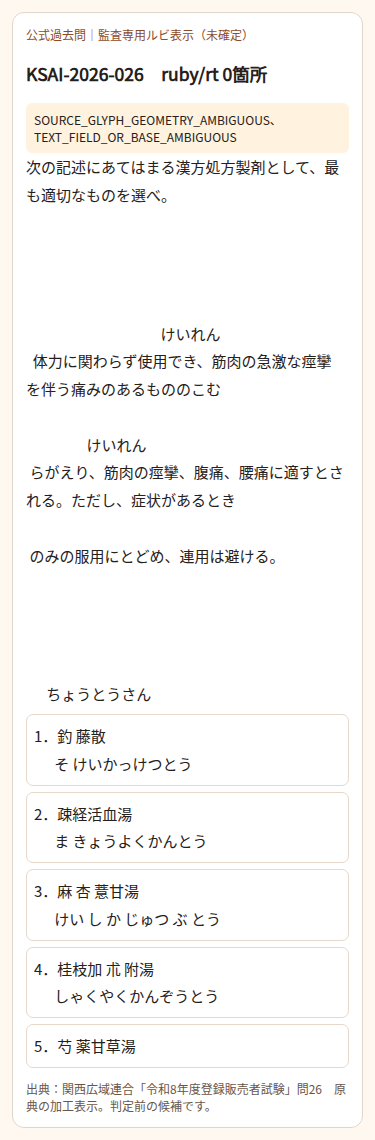 公式過去問｜監査専用ルビ表示（未確定）
KSAI-2026-026　ruby/rt 0箇所
SOURCE_GLYPH_GEOMETRY_AMBIGUOUS、
TEXT_FIELD_OR_BASE_AMBIGUOUS
次の記述にあてはまる漢方処方製剤として、最
も適切なものを選べ。
けいれん
体力に関わらず使用でき、筋肉の急激な痙攣
を伴う痛みのあるもののこむ
けいれん
らがえり、筋肉の痙攣、腹痛、腰痛に適すとさ
れる。ただし、症状があるとき
のみの服用にとどめ、連用は避ける。
ちょうとうさん
1. 釣 藤散
そ けいかっけつとう
2. 疎経活血湯
ま きょうよくかんとう
3. 麻 杏 薏甘湯
けい し か じゅつ ぶ とう
4. 桂枝加 朮 附湯
しゃくやくかんぞうとう
5. 芍 薬甘草湯
出典：関西広域連合「令和8年度登録販売者試験」問26　原
典の加工表示。判定前の候補です。